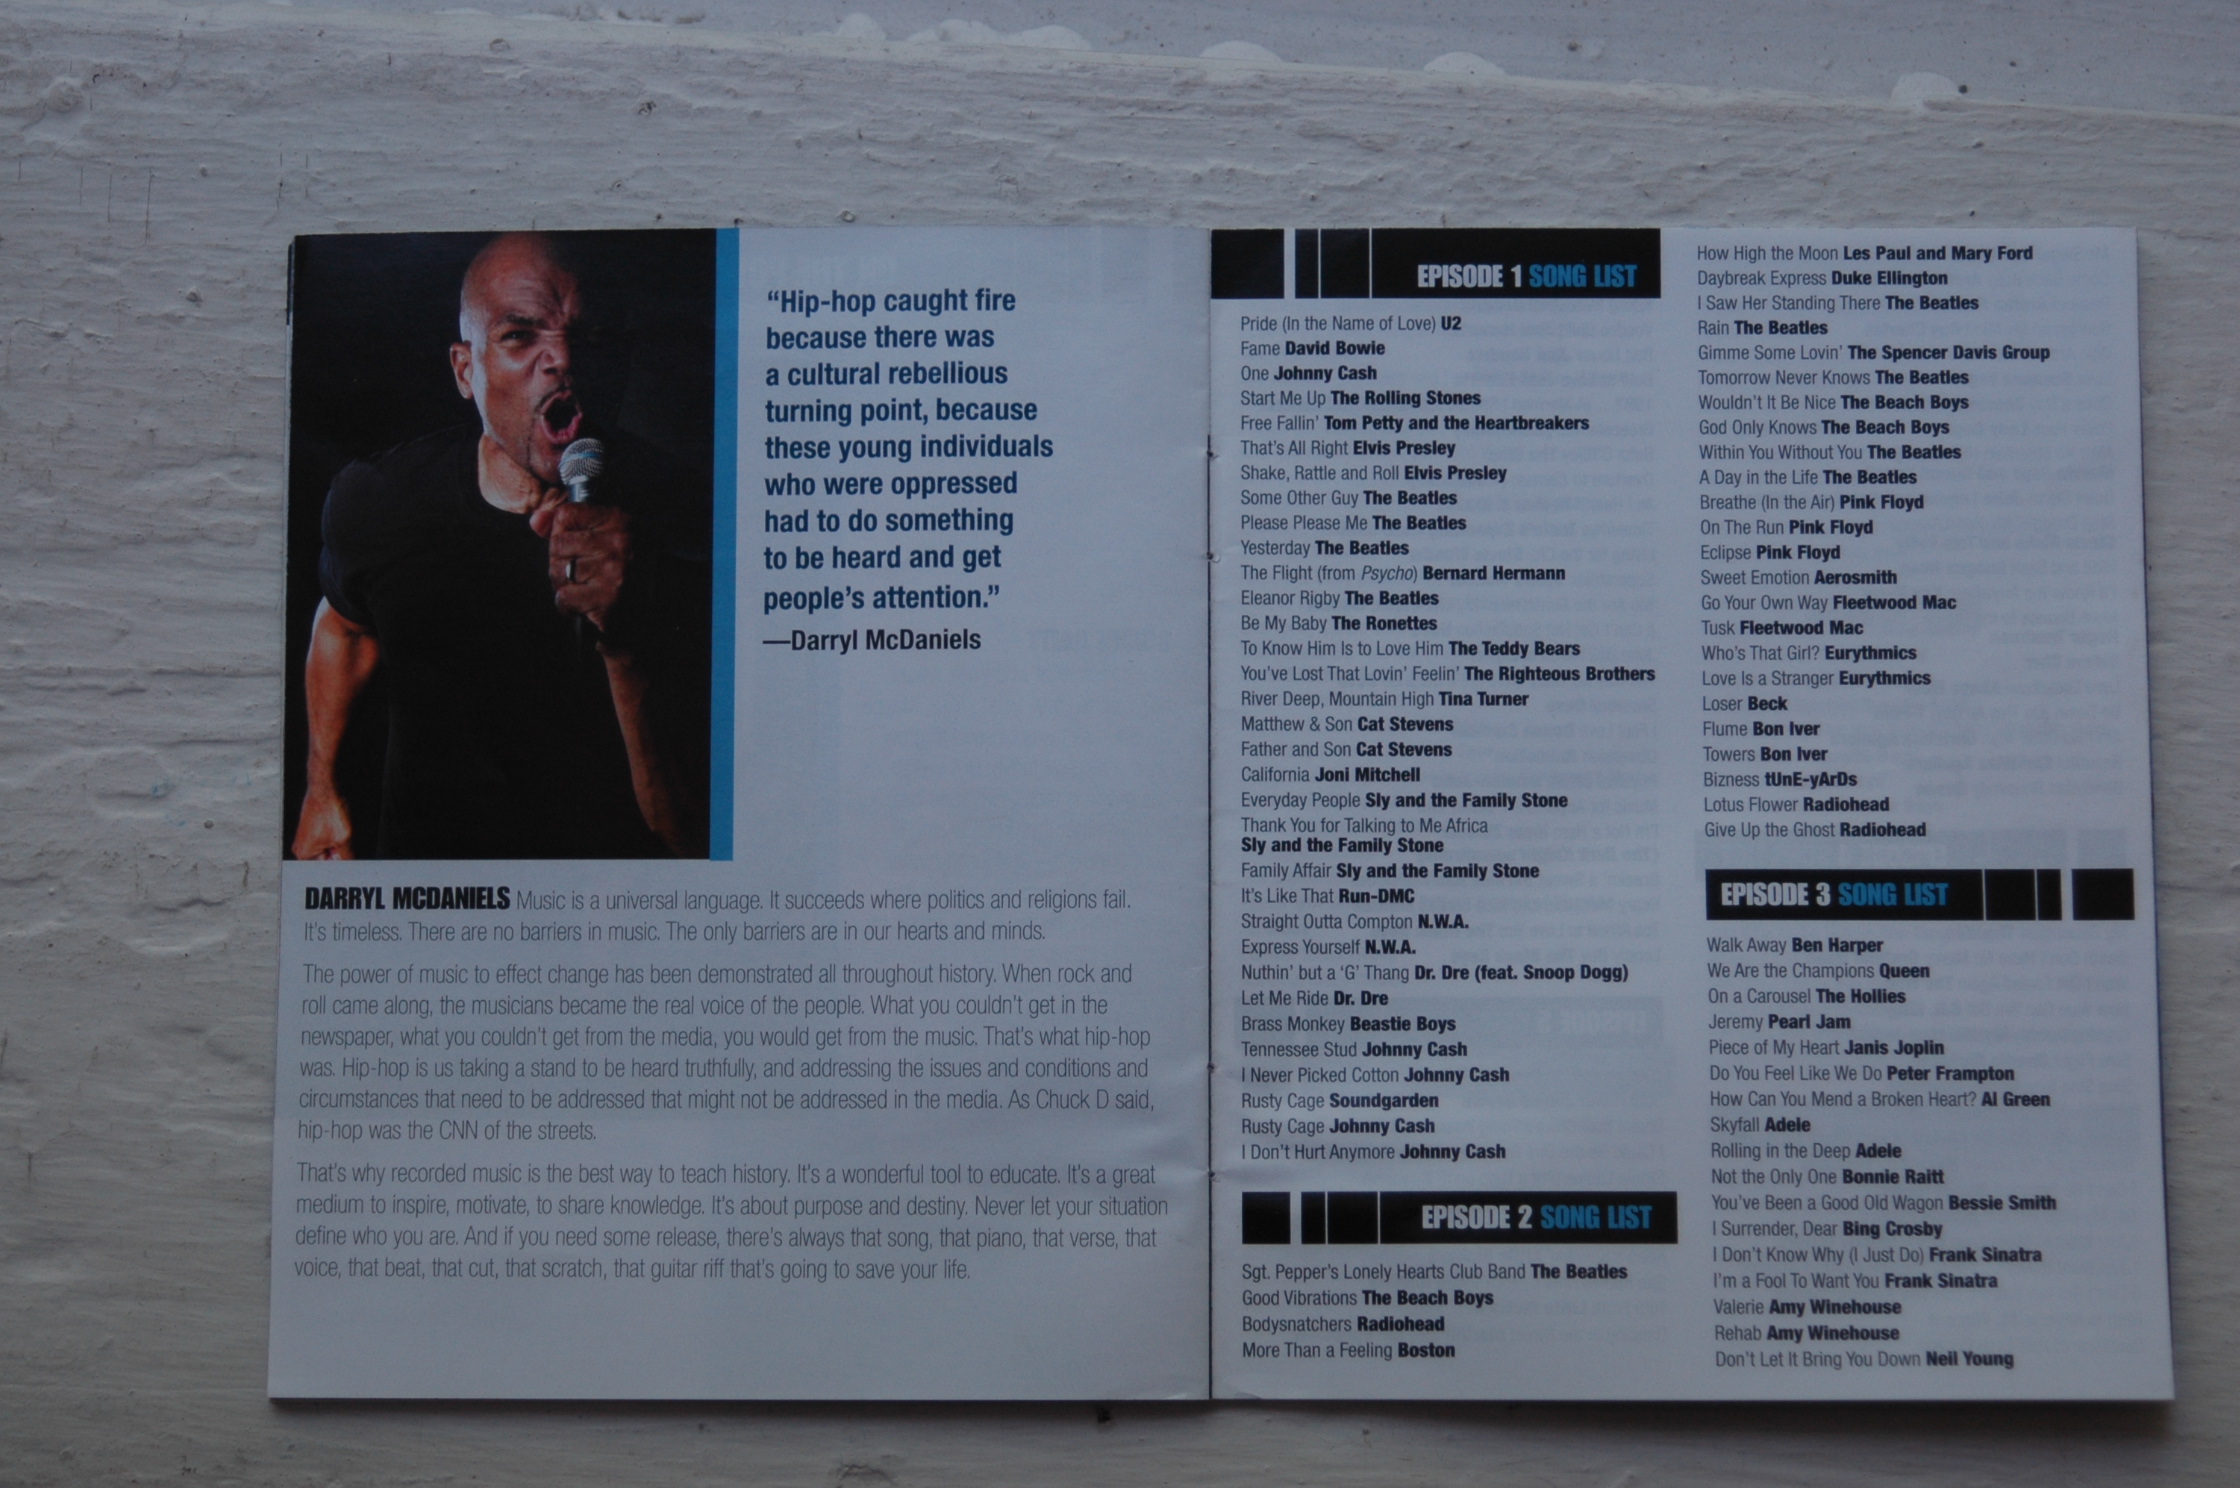 “Hip-hop caught fire
because there was
a cultural rebellious
turning point, because
these young individuals
who were oppressed
had to do something
to be heard and get
people’s attention.”
—Darryl McDaniels
DARRYL MCDANIELS Music is a universal language. It succeeds where politics and religions fail.
It’s timeless. There are no barriers in music. The only barriers are in our hearts and minds.
The power of music to effect change has been demonstrated all throughout history. When rock and
roll came along, the musicians became the real voice of the people. What you couldn’t get in the
newspaper, what you couldn’t get from the media, you would get from the music. That’s what hip-hop
was. Hip-hop is us taking a stand to be heard truthfully, and addressing the issues and conditions and
circumstances that need to be addressed that might not be addressed in the media. As Chuck D said,
hip-hop was the CNN of the streets.
That’s why recorded music is the best way to teach history. It’s a wonderful tool to educate. It’s a great
medium to inspire, motivate, to share knowledge. It’s about purpose and destiny. Never let your situation
define who you are. And if you need some release, there’s always that song, that piano, that verse, that
voice, that beat, that cut, that scratch, that guitar riff that’s going to save your life.
EPISODE 1 SONG LIST
Pride (In the Name of Love) U2
Fame David Bowie
One Johnny Cash
Start Me Up The Rolling Stones
Free Fallin’ Tom Petty and the Heartbreakers
That’s All Right Elvis Presley
Shake, Rattle and Roll Elvis Presley
Some Other Guy The Beatles
Please Please Me The Beatles
Yesterday The Beatles
The Flight (from Psycho) Bernard Hermann
Eleanor Rigby The Beatles
Be My Baby The Ronettes
To Know Him Is to Love Him The Teddy Bears
You’ve Lost That Lovin’ Feelin’ The Righteous Brothers
River Deep, Mountain High Tina Turner
Matthew & Son Cat Stevens
Father and Son Cat Stevens
California Joni Mitchell
Everyday People Sly and the Family Stone
Thank You for Talking to Me Africa
Sly and the Family Stone
Family Affair Sly and the Family Stone
It’s Like That Run-DMC
Straight Outta Compton N.W.A.
Express Yourself N.W.A.
Nuthin’ but a ‘G’ Thang Dr. Dre (feat. Snoop Dogg)
Let Me Ride Dr. Dre
Brass Monkey Beastie Boys
Tennessee Stud Johnny Cash
I Never Picked Cotton Johnny Cash
Rusty Cage Soundgarden
Rusty Cage Johnny Cash
I Don’t Hurt Anymore Johnny Cash
EPISODE 2 SONG LIST
Sgt. Pepper’s Lonely Hearts Club Band The Beatles
Good Vibrations The Beach Boys
Bodysnatchers Radiohead
More Than a Feeling Boston
How High the Moon Les Paul and Mary Ford
Daybreak Express Duke Ellington
I Saw Her Standing There The Beatles
Rain The Beatles
Gimme Some Lovin’ The Spencer Davis Group
Tomorrow Never Knows The Beatles
Wouldn’t It Be Nice The Beach Boys
God Only Knows The Beach Boys
Within You Without You The Beatles
A Day in the Life The Beatles
Breathe (In the Air) Pink Floyd
On The Run Pink Floyd
Eclipse Pink Floyd
Sweet Emotion Aerosmith
Go Your Own Way Fleetwood Mac
Tusk Fleetwood Mac
Who’s That Girl? Eurythmics
Love Is a Stranger Eurythmics
Loser Beck
Flume Bon Iver
Towers Bon Iver
Bizness tUnE-yArDs
Lotus Flower Radiohead
Give Up the Ghost Radiohead
EPISODE 3 SONG LIST
Walk Away Ben Harper
We Are the Champions Queen
On a Carousel The Hollies
Jeremy Pearl Jam
Piece of My Heart Janis Joplin
Do You Feel Like We Do Peter Frampton
How Can You Mend a Broken Heart? Al Green
Skyfall Adele
Rolling in the Deep Adele
Not the Only One Bonnie Raitt
You’ve Been a Good Old Wagon Bessie Smith
I Surrender, Dear Bing Crosby
I Don’t Know Why (I Just Do) Frank Sinatra
I’m a Fool To Want You Frank Sinatra
Valerie Amy Winehouse
Rehab Amy Winehouse
Don’t Let It Bring You Down Neil Young